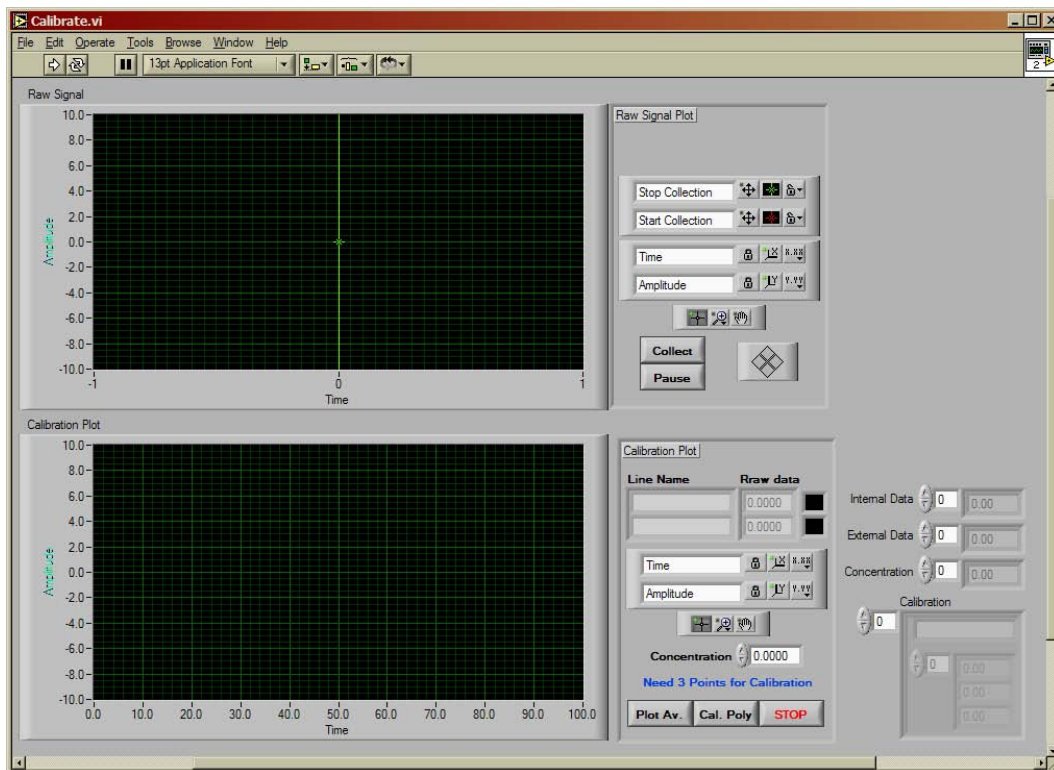 Calibrate.vi
File Edit Operate Tools Browse Window Help
13pt Application Font
2
Raw Signal
10.0
8.0
6.0
4.0
2.0
0.0
-2.0
-4.0
-6.0
-8.0
-10.0
Amplitude
-1 0 1
Time
Raw Signal Plot
Stop Collection
Start Collection
Time X.XX
Amplitude Y.YY
Collect
Pause
Calibration Plot
10.0
8.0
6.0
4.0
2.0
0.0
-2.0
-4.0
-6.0
-8.0
-10.0
Amplitude
0.0 10.0 20.0 30.0 40.0 50.0 60.0 70.0 80.0 90.0 100.0
Time
Calibration Plot
Line Name Rraw data
0.0000
0.0000
Time X.XX
Amplitude Y.YY
Concentration 0.0000
Need 3 Points for Calibration
Plot Av. Cal. Poly STOP
Internal Data 0 0.00
External Data 0 0.00
Concentration 0 0.00
Calibration
0
0 0.00
0.00
0.00